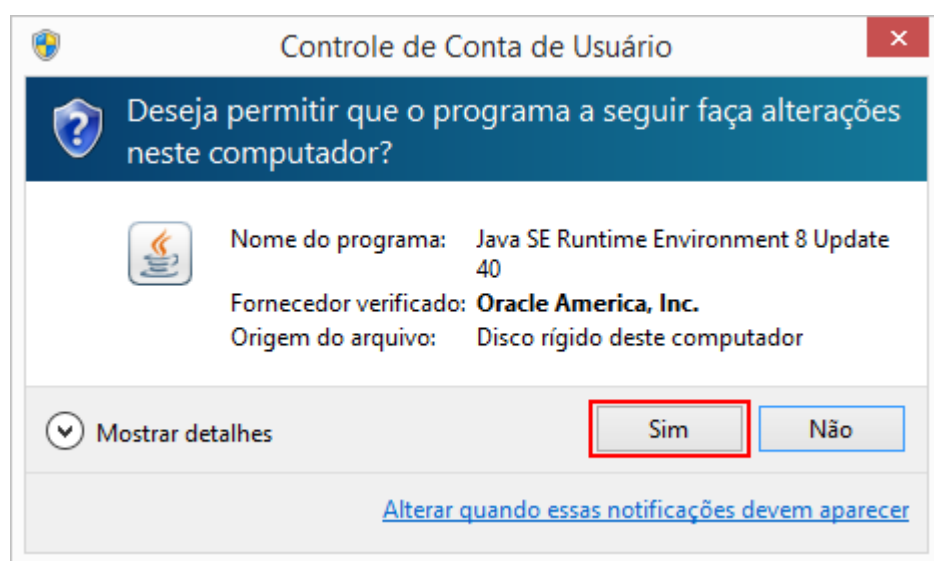 Controle de Conta de Usuário
Deseja permitir que o programa a seguir faça alterações
neste computador?
Nome do programa: Java SE Runtime Environment 8 Update
40
Fornecedor verificado: Oracle America, Inc.
Origem do arquivo: Disco rígido deste computador
Mostrar detalhes
Sim Não
Alterar quando essas notificações devem aparecer